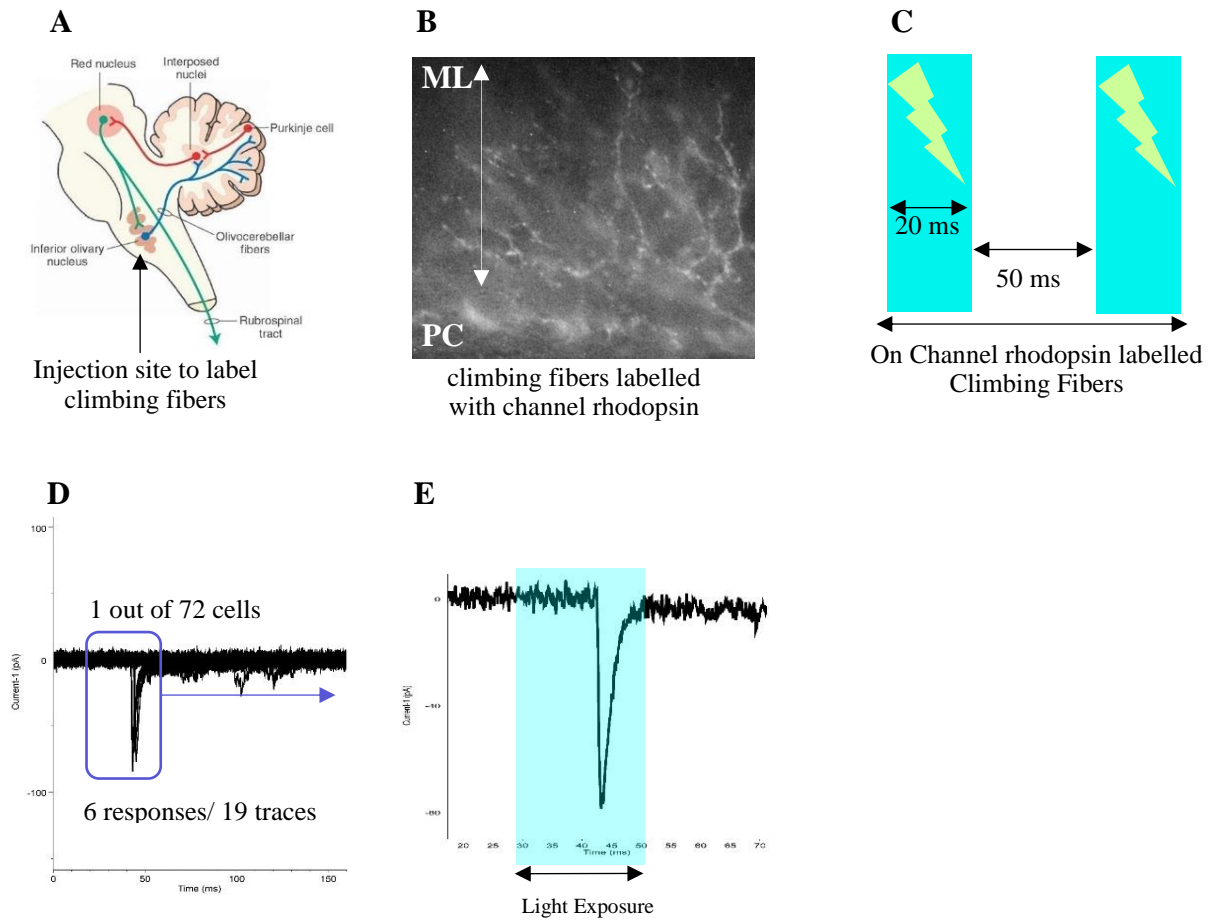 A
B
C
Red nucleus
Interposed nuclei
Purkinje cell
Inferior olivary nucleus
Olivocerebellar fibers
Rubrospinal tract
Injection site to label
climbing fibers
ML
PC
climbing fibers labelled
with channel rhodopsin
20 ms
50 ms
On Channel rhodopsin labelled
Climbing Fibers
D
E
100
0
-100
Current-1 (pA)
1 out of 72 cells
6 responses/ 19 traces
0 50 100 150
Time (ms)
0
Current-1 (pA)
20 25 30 35 40 45 50 55 60 65 70
Time (ms)
Light Exposure